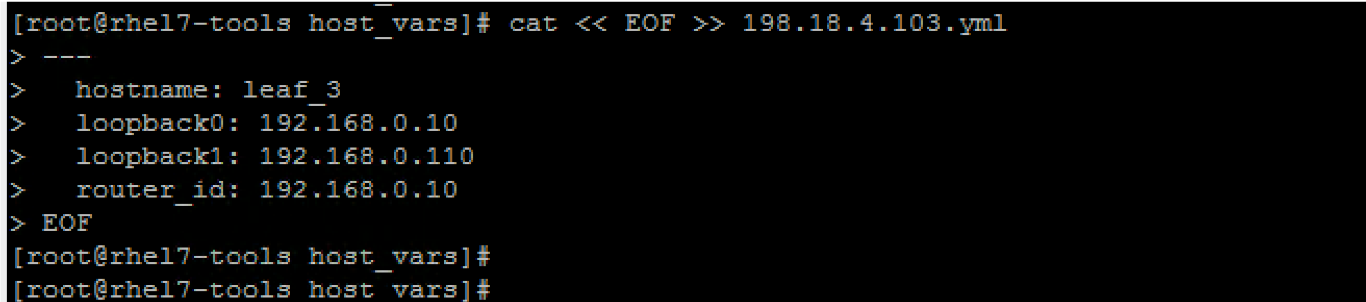 [root@rhel7-tools host_vars]# cat << EOF >> 198.18.4.103.yml
> ---
>   hostname: leaf_3
>   loopback0: 192.168.0.10
>   loopback1: 192.168.0.110
>   router_id: 192.168.0.10
> EOF
[root@rhel7-tools host_vars]#
[root@rhel7-tools host_vars]#